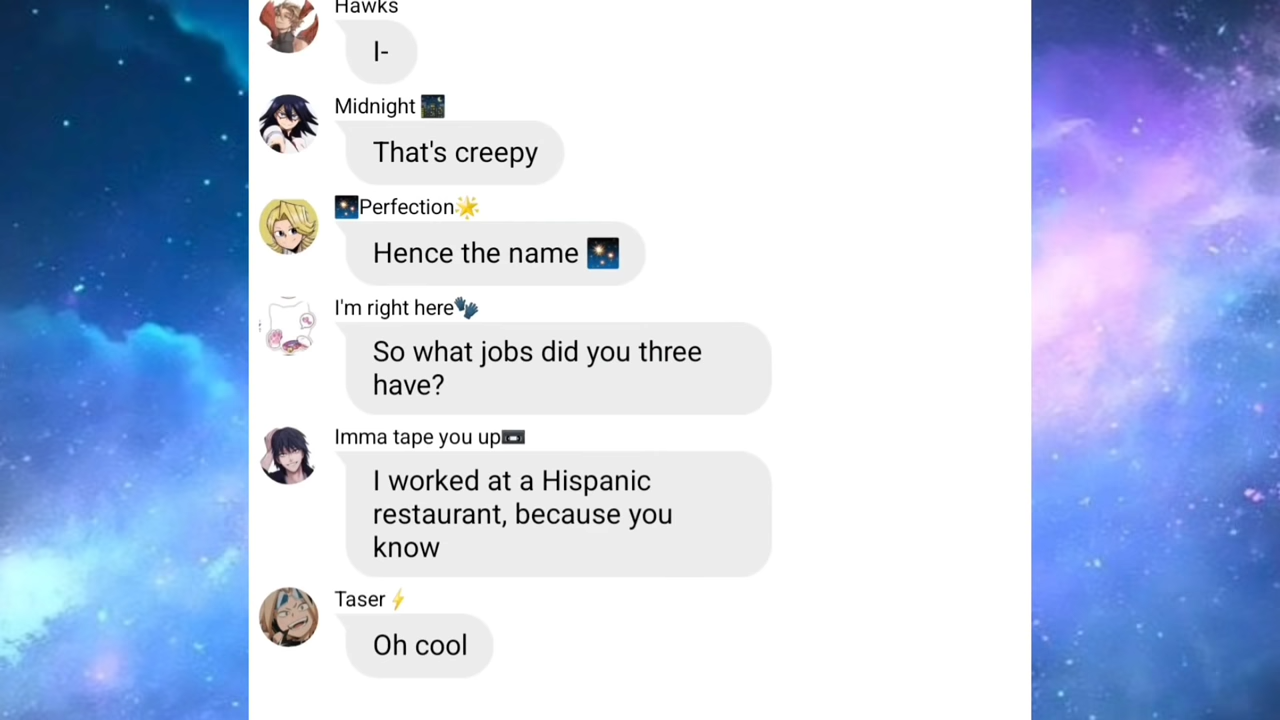 Hawks
I-
Midnight 🌃
That's creepy
🎇Perfection🌟
Hence the name 🎇
I'm right here🧤
So what jobs did you three
have?
Imma tape you up📼
I worked at a Hispanic
restaurant, because you
know
Taser⚡
Oh cool